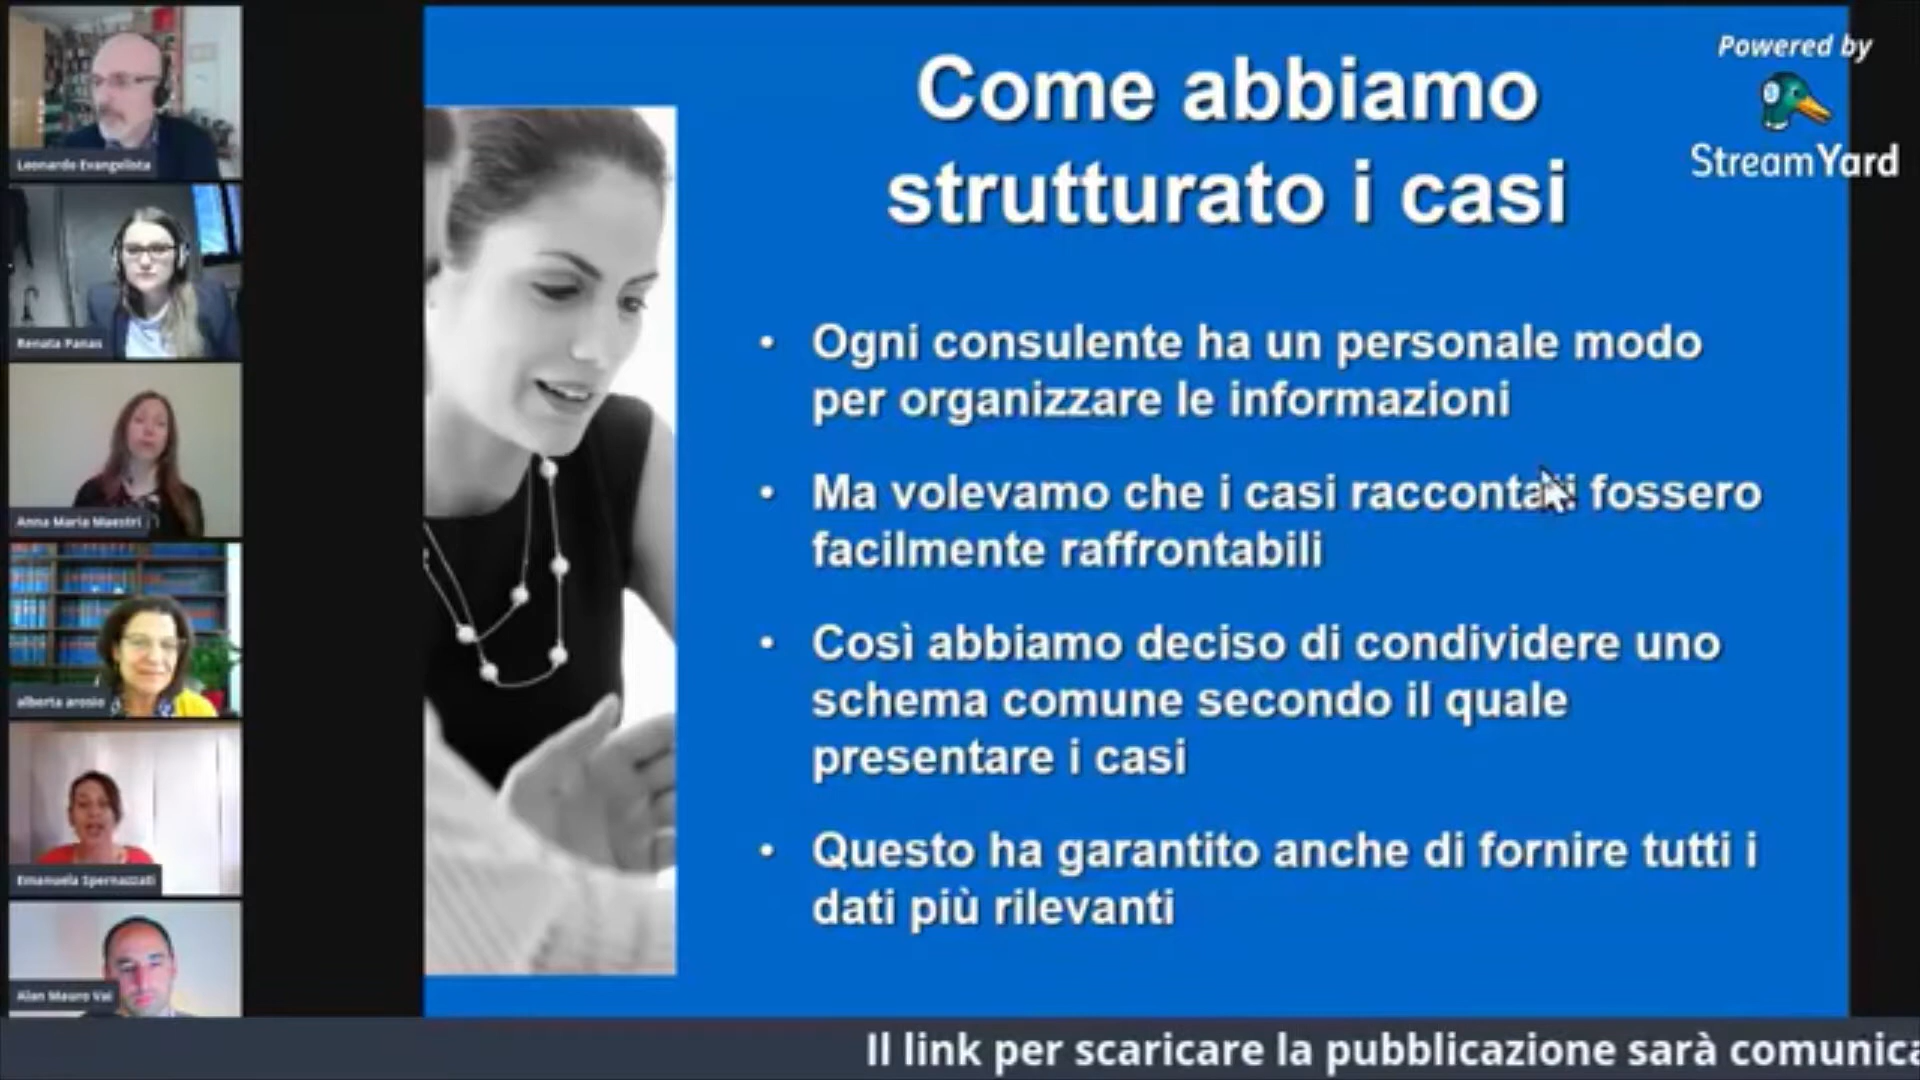 Come abbiamo
strutturato i casi
Powered by
StreamYard
Ogni consulente ha un personale modo
per organizzare le informazioni
Ma volevamo che i casi raccontati fossero
facilmente raffrontabili
Così abbiamo deciso di condividere uno
schema comune secondo il quale
presentare i casi
Questo ha garantito anche di fornire tutti i
dati più rilevanti
Leonardo Evangelista
Renata Panas
Anna Maria Maestri
alberta arosio
Emanuela Spernazzati
Alan Mauro Vai
Il link per scaricare la pubblicazione sarà comunica